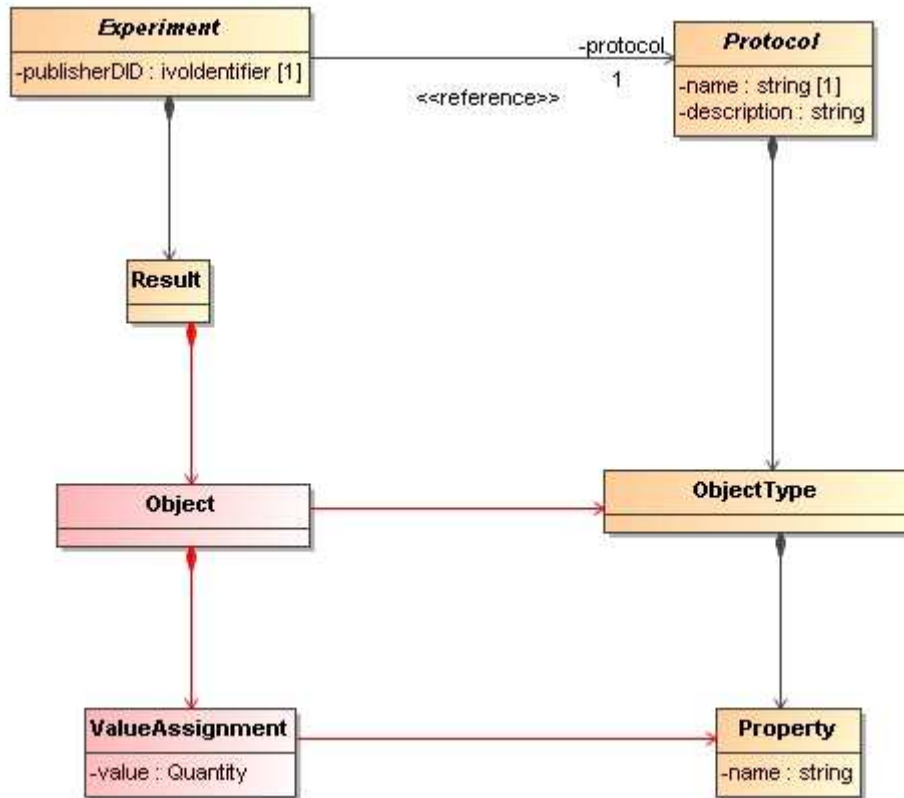 Experiment
-publisherDID : ivoIdentifier [1]
-protocol
1
<<reference>>
Protocol
-name : string [1]
-description : string
Result
Object
ObjectType
ValueAssignment
-value : Quantity
Property
-name : string